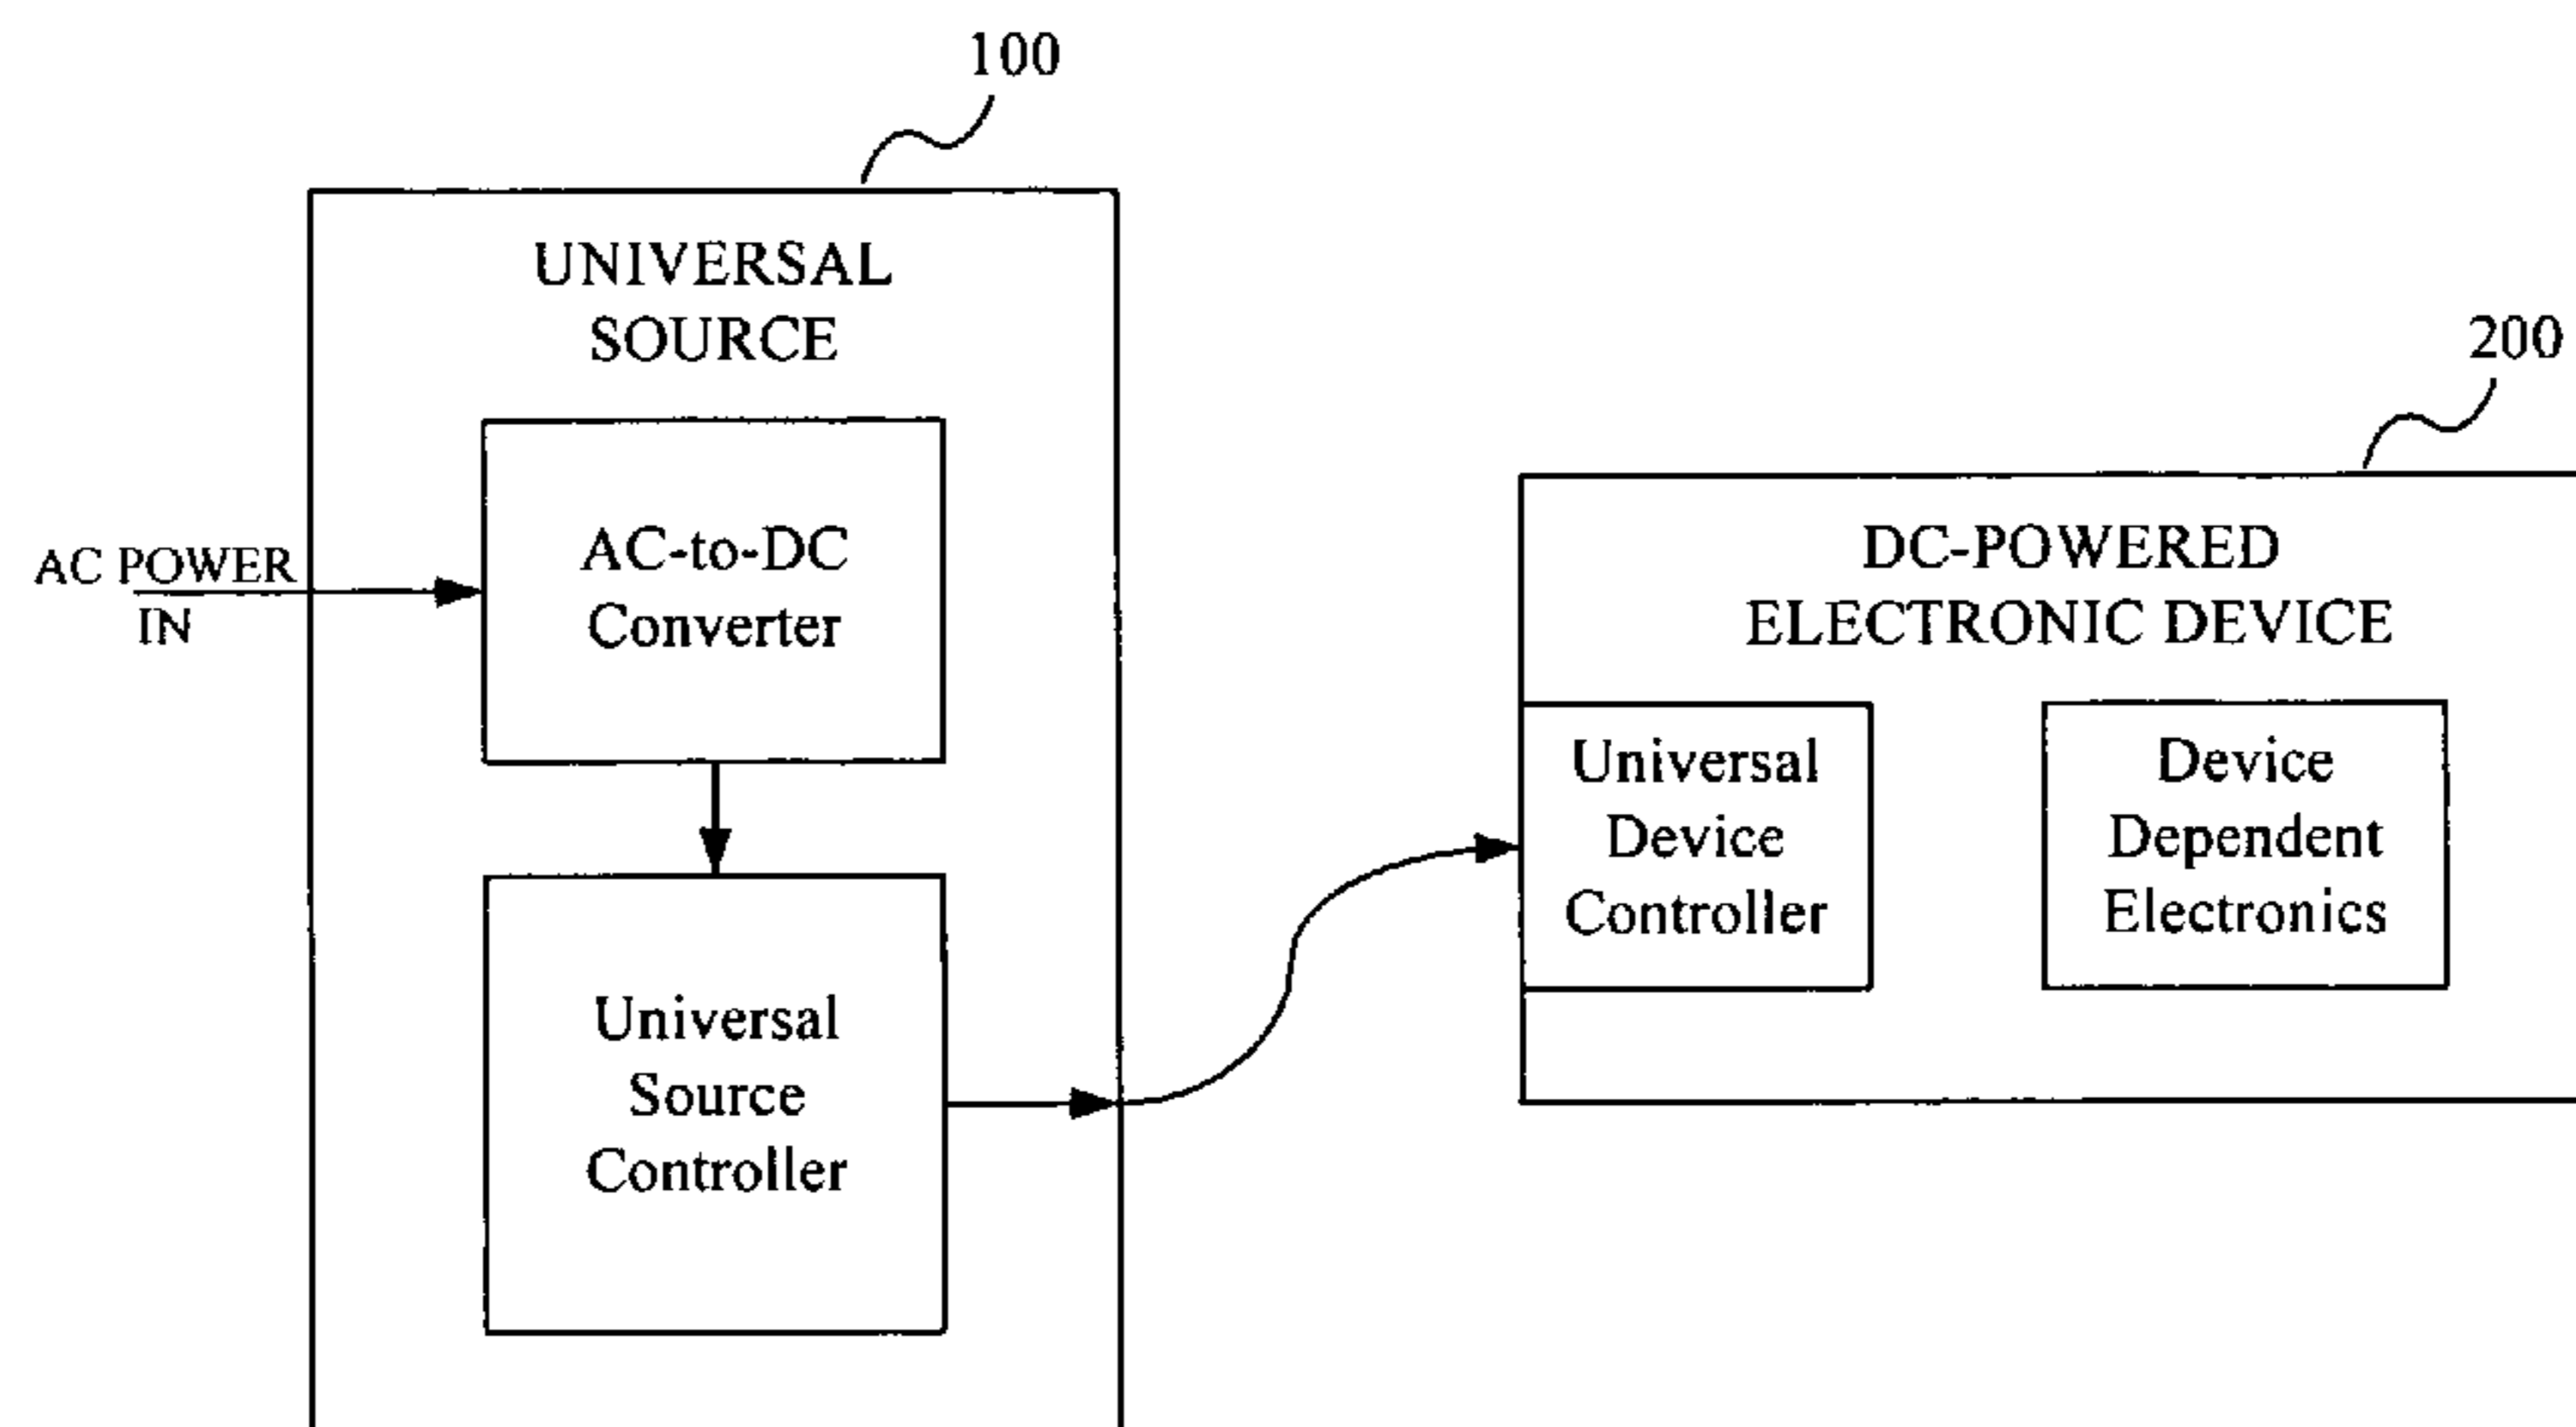 100
UNIVERSAL
SOURCE
AC-to-DC
Converter
AC POWER
IN
Universal
Source
Controller
200
DC-POWERED
ELECTRONIC DEVICE
Universal
Device
Controller
Device
Dependent
Electronics